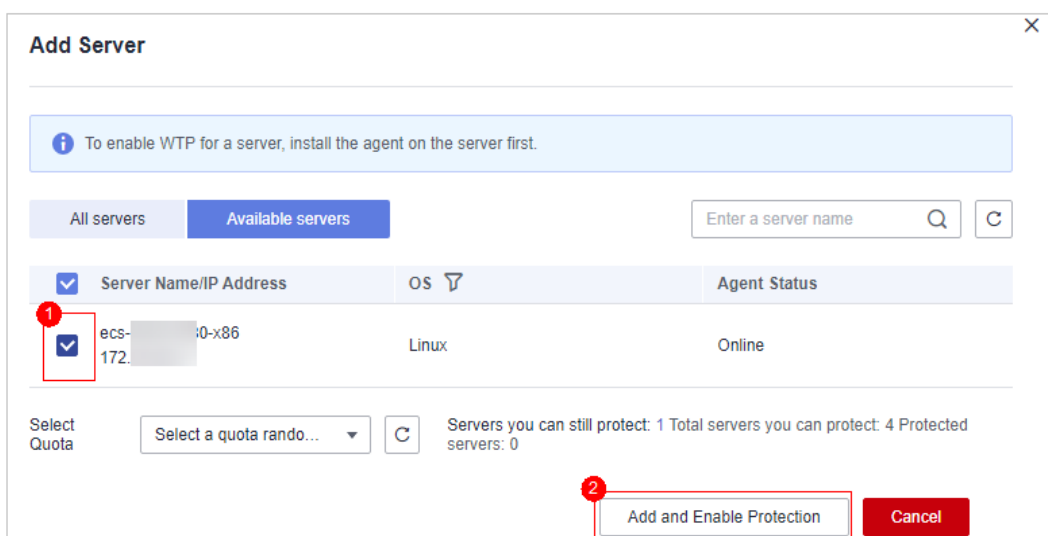 Add Server
To enable WTP for a server, install the agent on the server first.
All servers Available servers Enter a server name
Server Name/IP Address OS Agent Status
1
ecs- 0-x86
172.
Linux Online
Select
Quota
Select a quota rando...
Servers you can still protect: 1 Total servers you can protect: 4 Protected
servers: 0
2
Add and Enable Protection Cancel